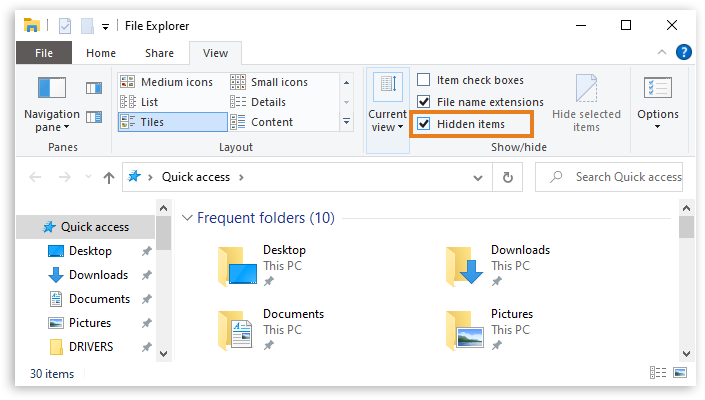 File Explorer
File
Home
Share
View
Navigation
pane
Panes
Medium icons
Small icons
List
Details
Tiles
Content
Layout
Current
view
Item check boxes
File name extensions
Hidden items
Hide selected
items
Show/hide
Options
Quick access
Search Quick access
Quick access
Desktop
Downloads
Documents
Pictures
DRIVERS
Frequent folders (10)
Desktop
This PC
Downloads
This PC
Documents
This PC
Pictures
This PC
30 items